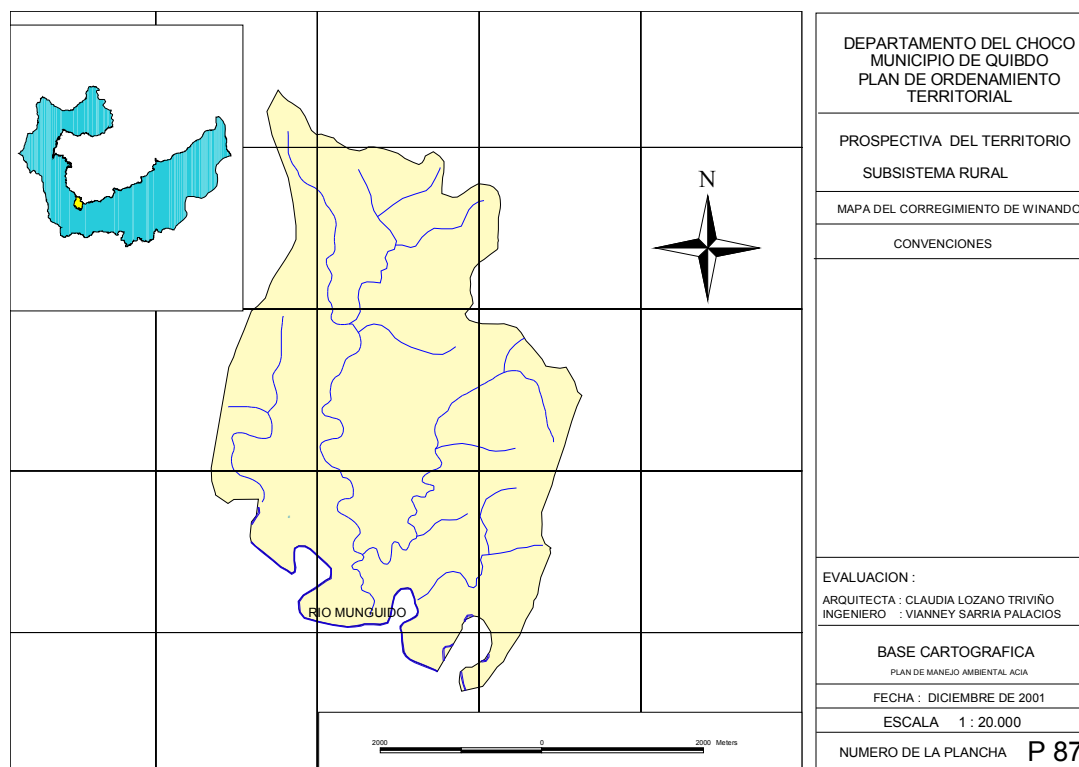 DEPARTAMENTO DEL CHOCO
MUNICIPIO DE QUIBDO
PLAN DE ORDENAMIENTO
TERRITORIAL
PROSPECTIVA DEL TERRITORIO
SUBSISTEMA RURAL
MAPA DEL CORREGIMIENTO DE WINANDO
CONVENCIONES
N
RIO MUNGUIDO
2000 0 2000 Meters
EVALUACION :
ARQUITECTA : CLAUDIA LOZANO TRIVIÑO
INGENIERO : VIANNEY SARRIA PALACIOS
BASE CARTOGRAFICA
PLAN DE MANEJO AMBIENTAL ACIA
FECHA : DICIEMBRE DE 2001
ESCALA 1 : 20.000
NUMERO DE LA PLANCHA P 87